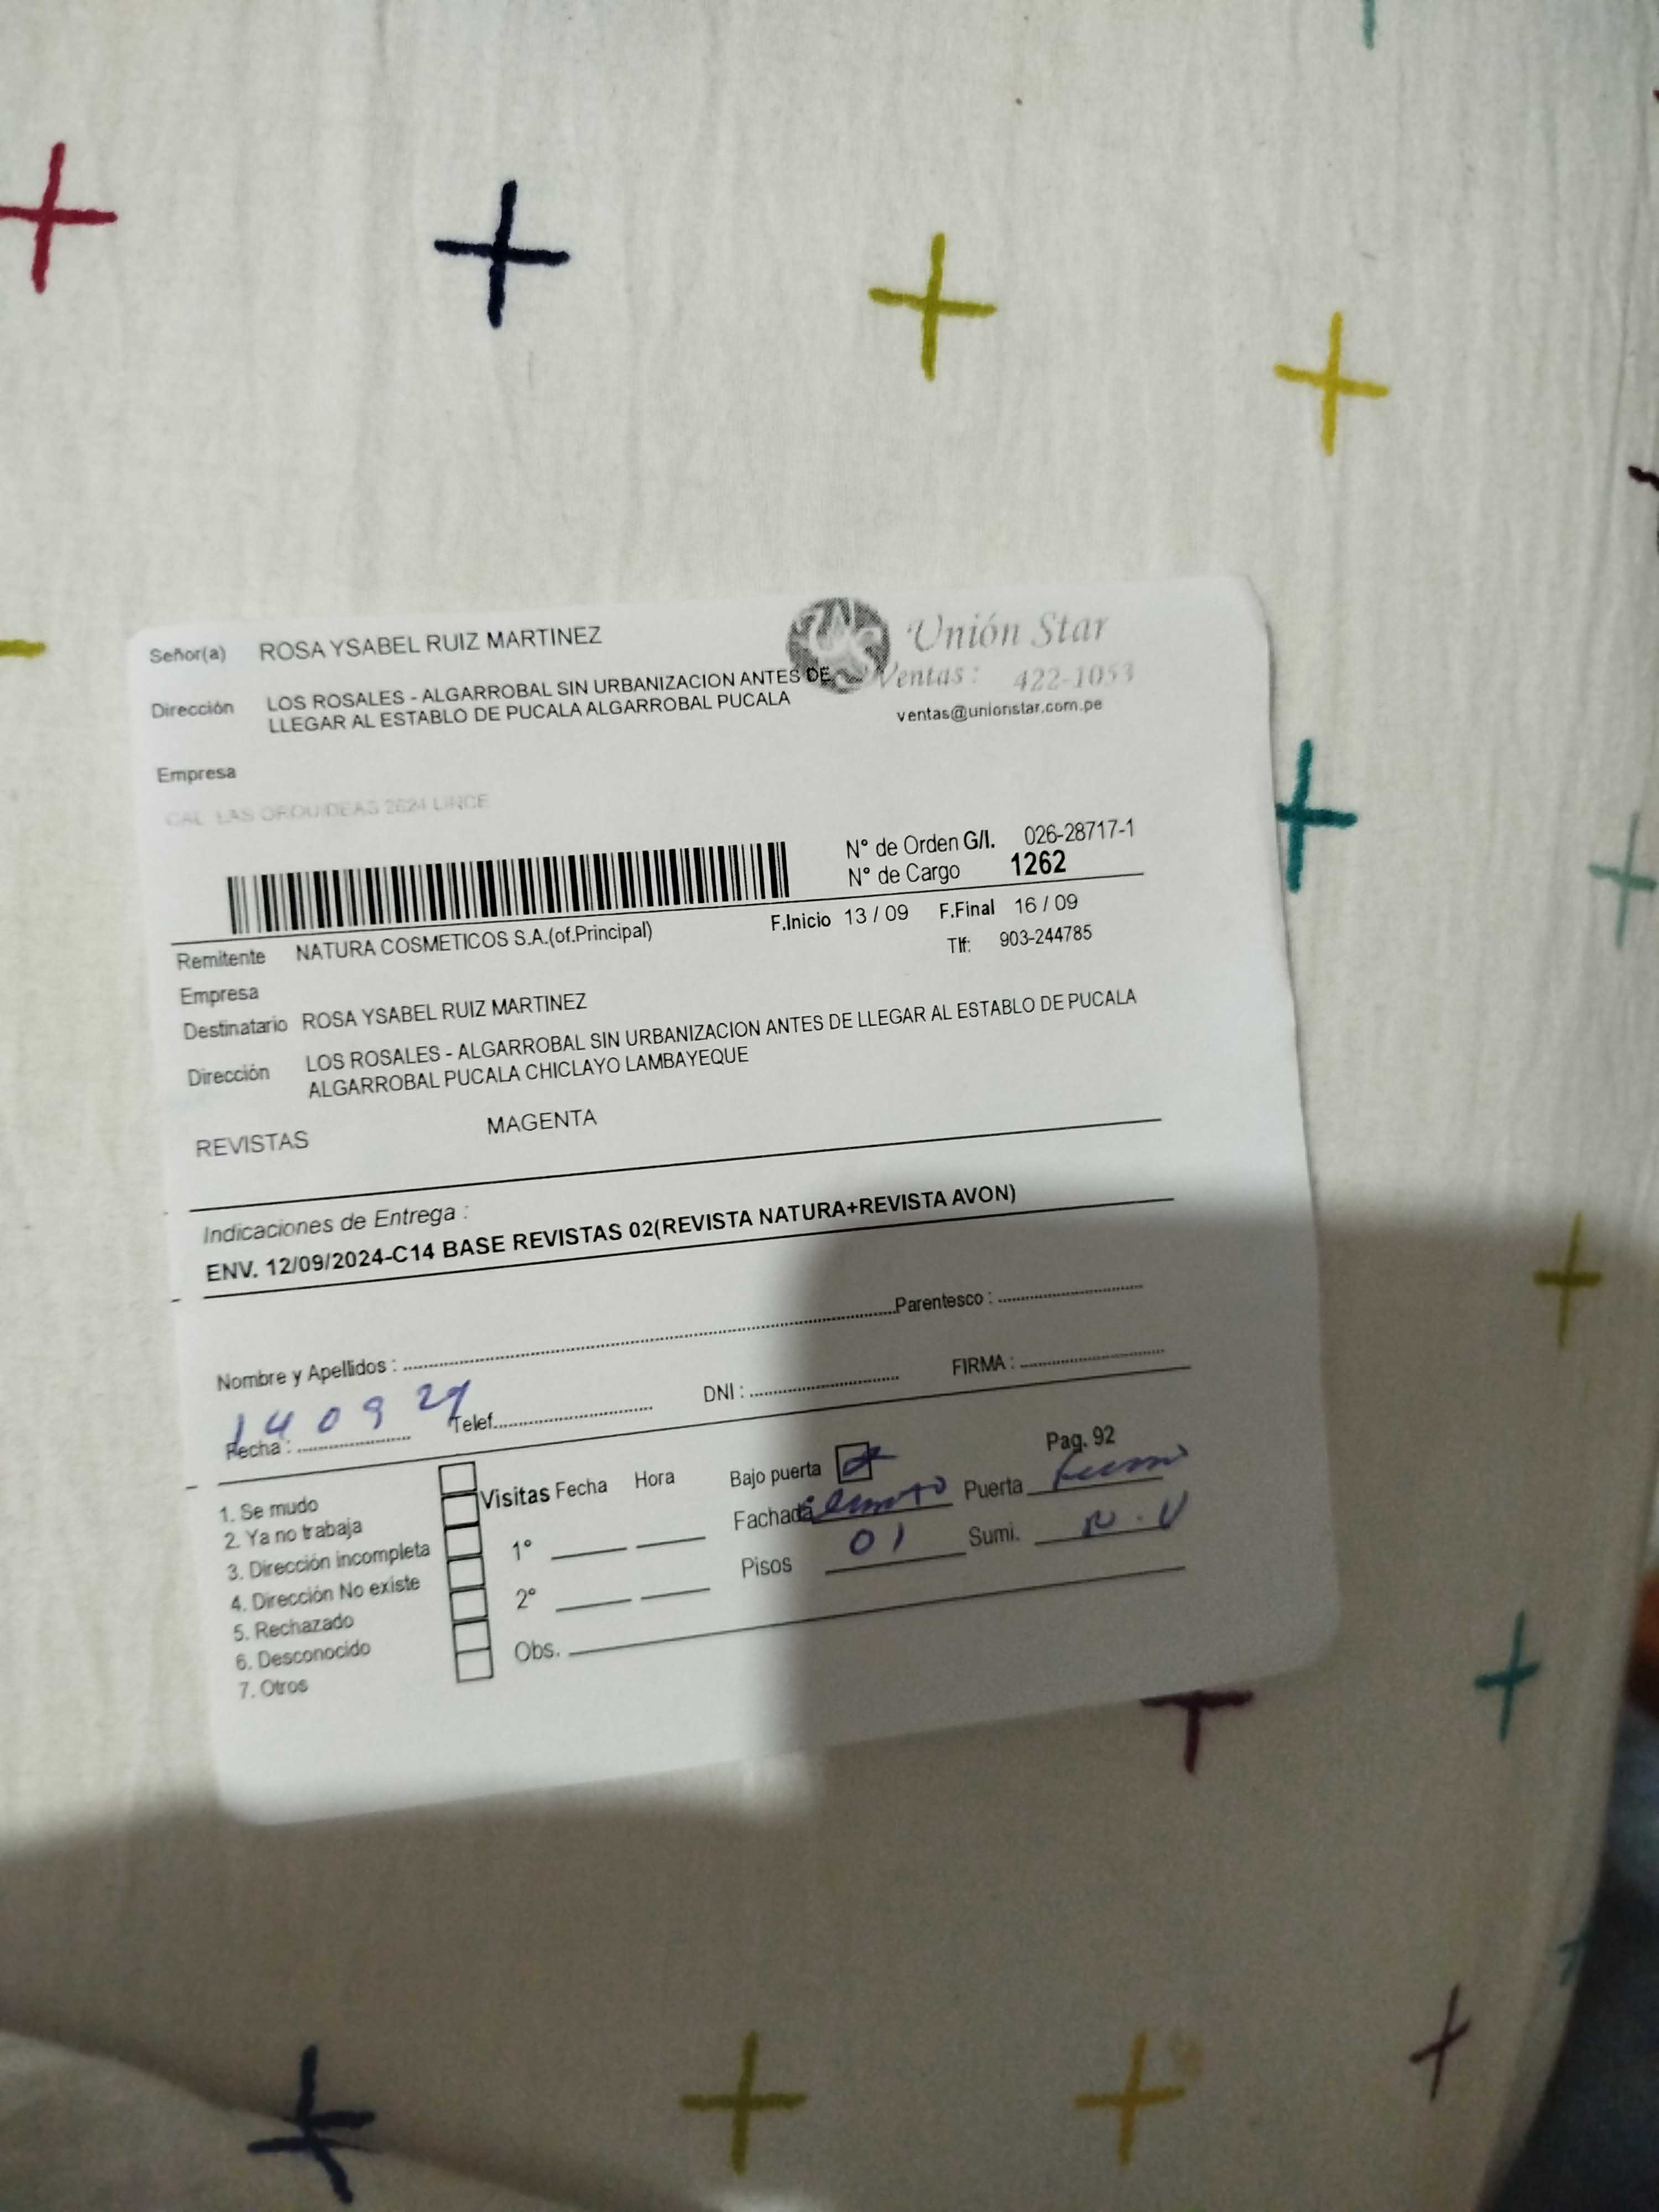 Señor(a) ROSA YSABEL RUIZ MARTINEZ
Unión Star
Dirección LOS ROSALES - ALGARROBAL SIN URBANIZACION ANTES DE
LLEGAR AL ESTABLO DE PUCALA ALGARROBAL PUCALA
Ventas: 422-1053
ventas@unionstar.com.pe
Empresa
CAL. LAS ORQUIDEAS 2624 LINCE
N° de Orden G/I. 026-28717-1
N° de Cargo 1262
Remitente NATURA COSMETICOS S.A.(of.Principal)
F.Inicio 13 / 09 F.Final 16 / 09
Tlf: 903-244785
Empresa
Destinatario ROSA YSABEL RUIZ MARTINEZ
Dirección LOS ROSALES - ALGARROBAL SIN URBANIZACION ANTES DE LLEGAR AL ESTABLO DE PUCALA
ALGARROBAL PUCALA CHICLAYO LAMBAYEQUE
REVISTAS MAGENTA
Indicaciones de Entrega :
ENV. 12/09/2024-C14 BASE REVISTAS 02(REVISTA NATURA+REVISTA AVON)
Nombre y Apellidos : Parentesco :
Fecha : 14 09 24 Telef. DNI : FIRMA :
Pag. 92
1. Se mudo
2. Ya no trabaja
3. Dirección incompleta
4. Dirección No existe
5. Rechazado
6. Desconocido
7. Otros
Visitas Fecha Hora
1°
2°
Obs.
Bajo puerta
Fachada Puerta
Pisos 01 Sumi. N.V